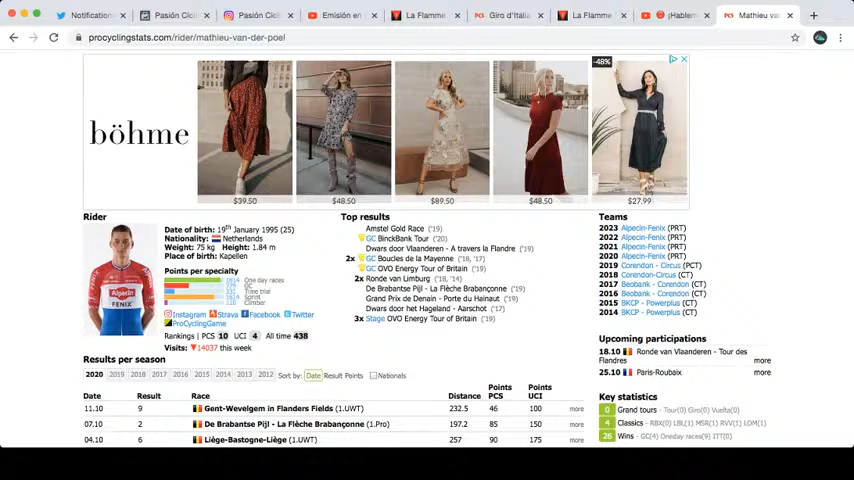 Notification
Pasión Cicli
Pasión Cicli
Emisión en
La Flamme
Giro d'Italia
La Flamme
¡Hablem
Mathieu van
procyclingstats.com/rider/mathieu-van-der-poel
böhme
-48%
$39.50 $48.50 $89.50 $48.50 $27.99
Rider
Date of birth: 19th January 1995 (25)
Nationality: Netherlands
Weight: 75 kg Height: 1.84 m
Place of birth: Kapellen
Points per specialty
1814 One day races
779 GC
331 Time trial
1614 Sprint
110 Climber
Instagram Strava Facebook Twitter
ProCyclingGame
Rankings | PCS 10 UCI 4 All time 438
Visits: ▼14037 this week
Top results
Amstel Gold Race ('19)
GC BinckBank Tour ('20)
Dwars door Vlaanderen - A travers la Flandre ('19)
2x GC Boucles de la Mayenne ('18, '17)
GC OVO Energy Tour of Britain ('19)
2x Ronde van Limburg ('18, '14)
De Brabantse Pijl - La Flèche Brabançonne ('19)
Grand Prix de Denain - Porte du Hainaut ('19)
Dwars door het Hageland - Aarschot ('17)
3x Stage OVO Energy Tour of Britain ('19)
Teams
2023 Alpecin-Fenix (PRT)
2022 Alpecin-Fenix (PRT)
2021 Alpecin-Fenix (PRT)
2020 Alpecin-Fenix (PRT)
2019 Corendon - Circus (PCT)
2018 Corendon-Circus (CT)
2017 Beobank - Corendon (CT)
2016 Beobank - Corendon (CT)
2015 BKCP - Powerplus (CT)
2014 BKCP - Powerplus (CT)
Upcoming participations
18.10 Ronde van Vlaanderen - Tour des Flandres more
25.10 Paris-Roubaix more
Key statistics
0 Grand tours - Tour(0) Giro(0) Vuelta(0)
4 Classics - RBX(0) LBL(1) MSR(1) RVV(1) LOM(1)
26 Wins - GC(4) Oneday races(9) ITT(0)
Results per season
2020 2019 2018 2017 2016 2015 2014 2013 2012 Sort by: Date Result Points Nationals
Date Result Race Distance Points PCS Points UCI
11.10 9 Gent-Wevelgem in Flanders Fields (1.UWT) 232.5 46 100 more
07.10 2 De Brabantse Pijl - La Flèche Brabançonne (1.Pro) 197.2 85 150 more
04.10 6 Liège-Bastogne-Liège (1.UWT) 257 90 175 more